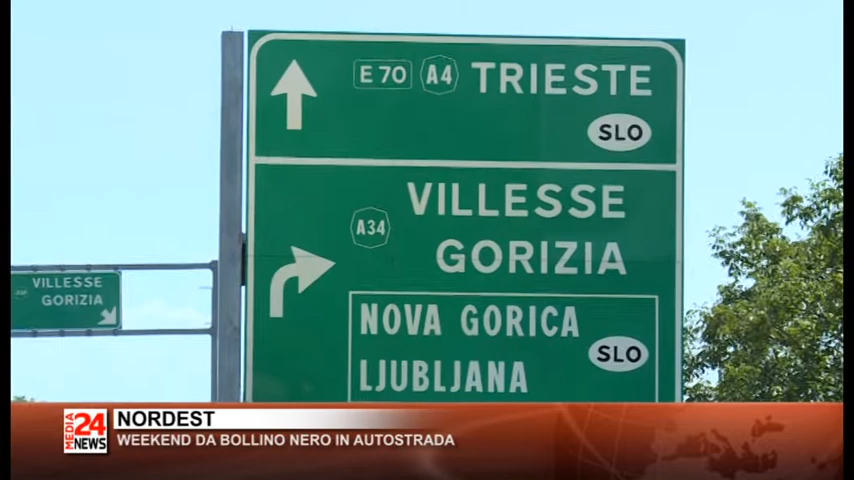 E 70 A4 TRIESTE
SLO
VILLESSE
A34
GORIZIA
NOVA GORICA
SLO
LJUBLJANA
VILLESSE
GORIZIA
MEDIA 24 NEWS
NORDEST
WEEKEND DA BOLLINO NERO IN AUTOSTRADA